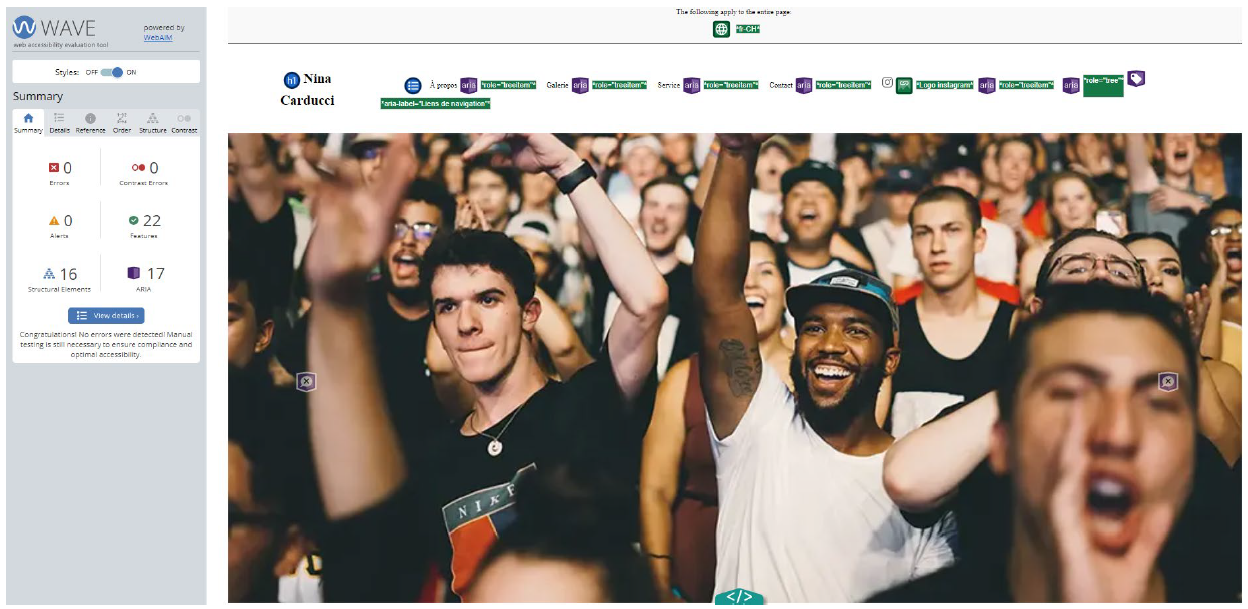 WAVE
web accessibility evaluation tool
powered by
WebAIM
Styles: OFF ON
Summary
Summary Details Reference Order Structure Contrast
0
Errors
0
Contrast Errors
0
Alerts
22
Features
16
Structural Elements
17
ARIA
View details ›
Congratulations! No errors were detected! Manual
testing is still necessary to ensure compliance and
optimal accessibility.
The following apply to the entire page:
h1 Nina
Carducci
À propos aria *role="treeitem"* Galerie aria *role="treeitem"* Service aria *role="treeitem"* Contact aria *role="treeitem"* *Logo instagram* aria *role="treeitem"* aria *role="tree"*
*aria-label="Liens de navigation"*
NIKE
</>